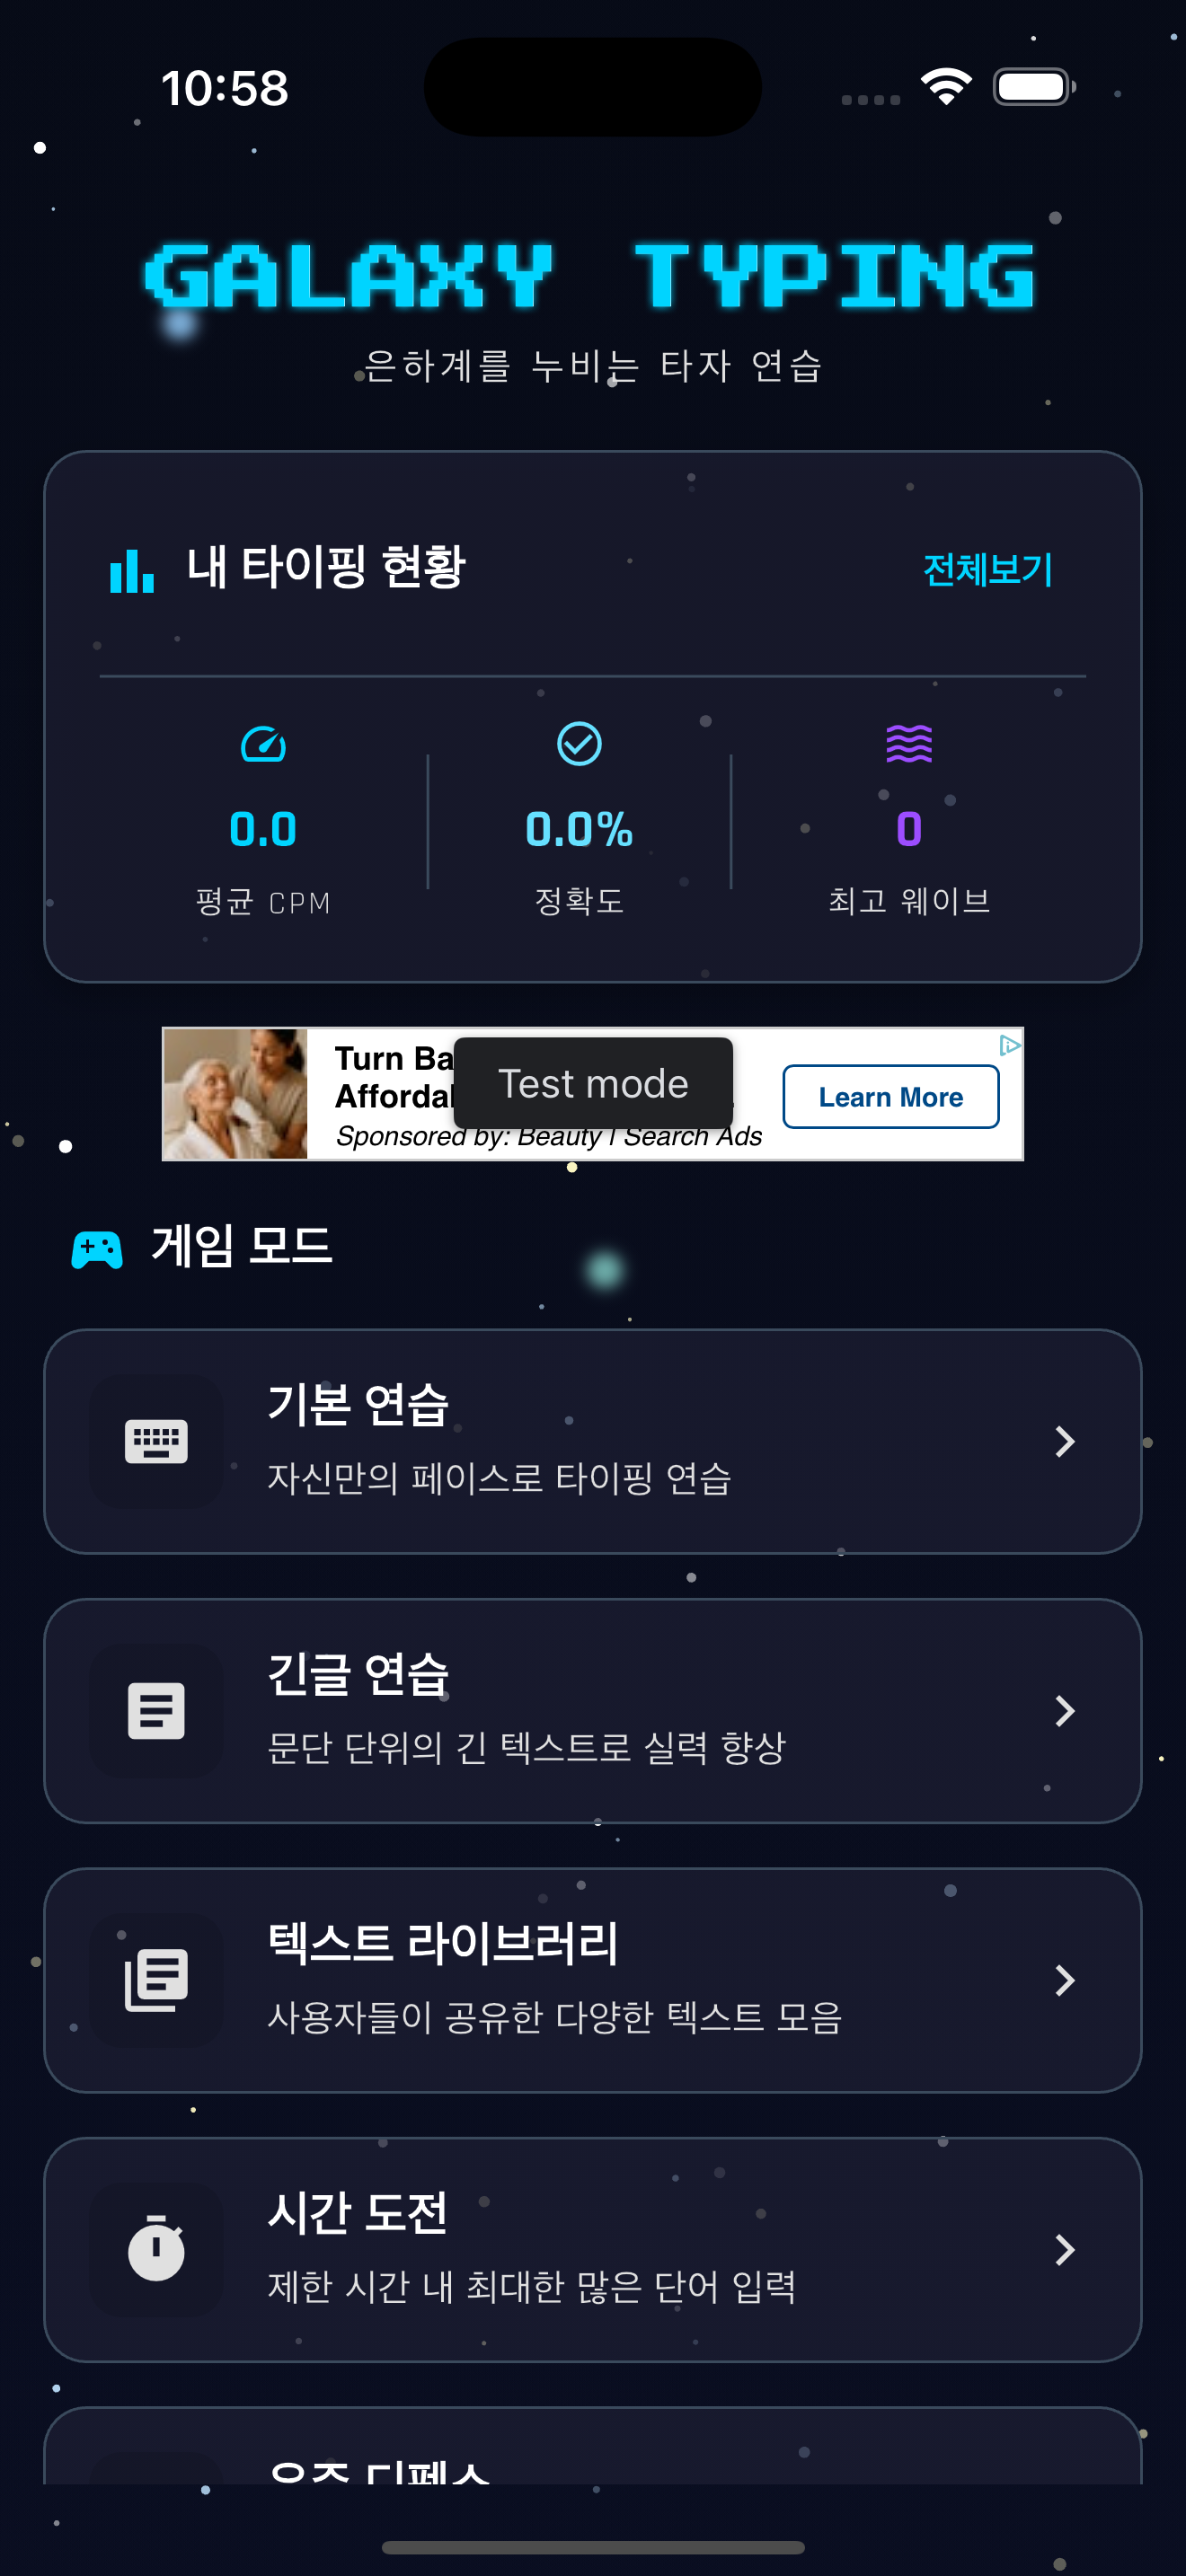 10:58
GALAXY TYPING
은하계를 누비는 타자 연습
내 타이핑 현황
전체보기
0.0
0.0%
0
평균 CPM
정확도
최고 웨이브
Turn Ba
Test mode
Affordal
Sponsored by: Beauty | Search Ads
Learn More
게임 모드
기본 연습
자신만의 페이스로 타이핑 연습
긴글 연습
문단 단위의 긴 텍스트로 실력 향상
텍스트 라이브러리
사용자들이 공유한 다양한 텍스트 모음
시간 도전
제한 시간 내 최대한 많은 단어 입력
우주 디펜스